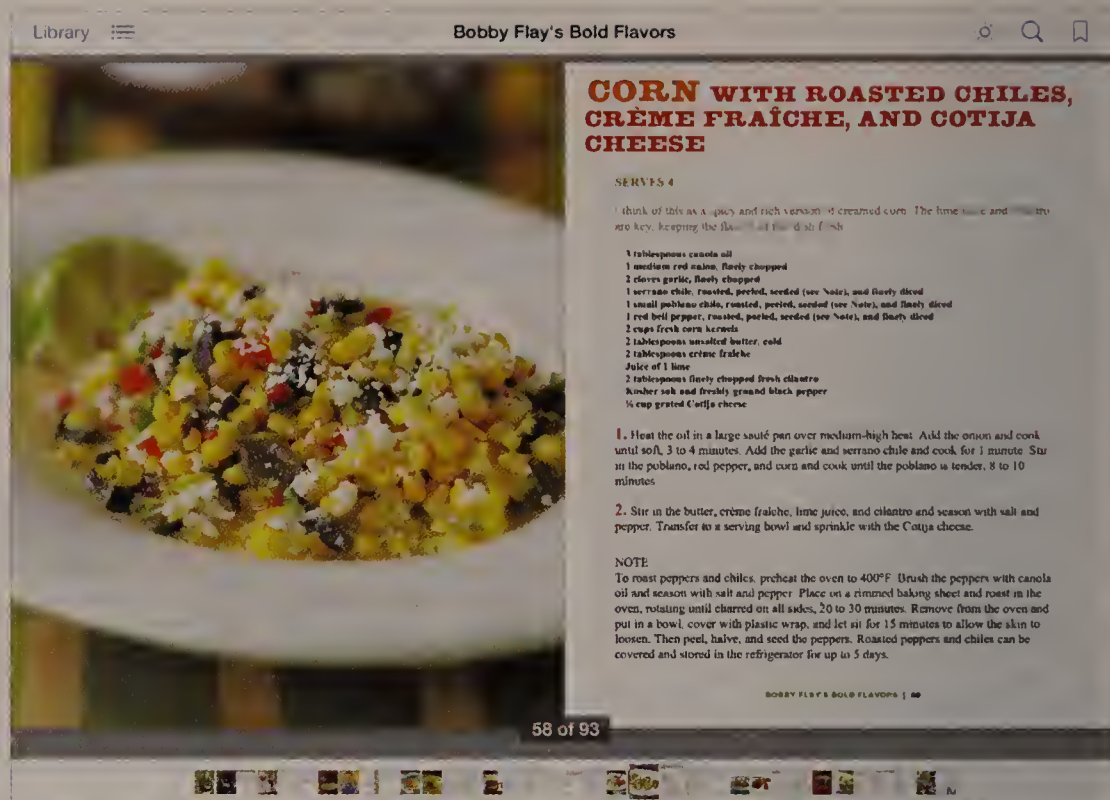 Library
Bobby Flay's Bold Flavors
CORN WITH ROASTED CHILES,
CRÈME FRAÎCHE, AND COTIJA
CHEESE
SERVES 4
I think of this as a spicy and rich version of creamed corn. The lime and
are key, keeping the of the dish fresh
tablespoons canola oil
1 medium red onion, finely chopped
2 cloves garlic, finely chopped
1 serrano chile, roasted, peeled, seeded (see Note), and finely diced
1 small poblano chile, roasted, peeled, seeded (see Note), and finely diced
1 red bell pepper, roasted, peeled, seeded (see Note), and finely diced
2 cups fresh corn kernels
2 tablespoons unsalted butter, cold
2 tablespoons crème fraîche
Juice of 1 lime
2 tablespoons finely chopped fresh cilantro
Kosher salt and freshly ground black pepper
cup grated Cotija cheese
1. Heat the oil in a large sauté pan over medium-high heat. Add the onion and cook
until soft, 3 to 4 minutes. Add the garlic and serrano chile and cook for 1 minute. Stir
in the poblano, red pepper, and corn and cook until the poblano is tender, 8 to 10
minutes
2. Stir in the butter, crème fraîche, lime juice, and cilantro and season with salt and
pepper. Transfer to a serving bowl and sprinkle with the Cotija cheese.
NOTE
To roast peppers and chiles, preheat the oven to 400°F. Brush the peppers with canola
oil and season with salt and pepper. Place on a rimmed baking sheet and roast in the
oven, rotating until charred on all sides, 20 to 30 minutes. Remove from the oven and
put in a bowl, cover with plastic wrap, and let sit for 15 minutes to allow the skin to
loosen. Then peel, halve, and seed the peppers. Roasted peppers and chiles can be
covered and stored in the refrigerator for up to 5 days.
BOBBY FLAY'S BOLD FLAVORS |
58 of 93